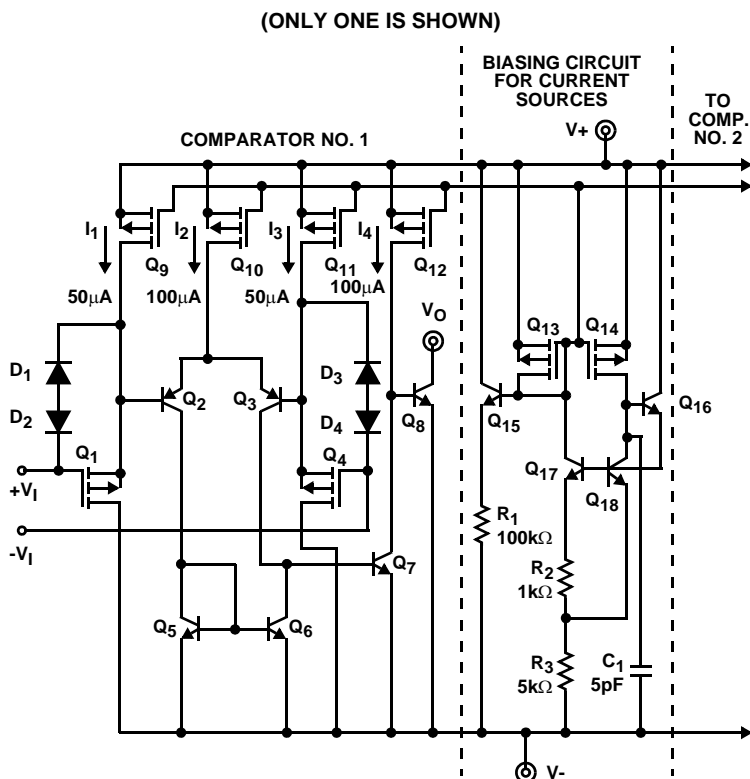 (ONLY ONE IS SHOWN)
BIASING CIRCUIT
FOR CURRENT
SOURCES
TO
COMP.
NO. 2
V+
COMPARATOR NO. 1
I1
I2
I3
I4
Q9
Q10
Q11
Q12
50μA
100μA
50μA
100μA
VO
Q13
Q14
D1
D2
D3
D4
Q2
Q3
Q8
Q15
Q16
Q1
Q4
+VI
-VI
Q17
Q18
R1
100kΩ
Q7
R2
1kΩ
Q5
Q6
R3
5kΩ
C1
5pF
V-